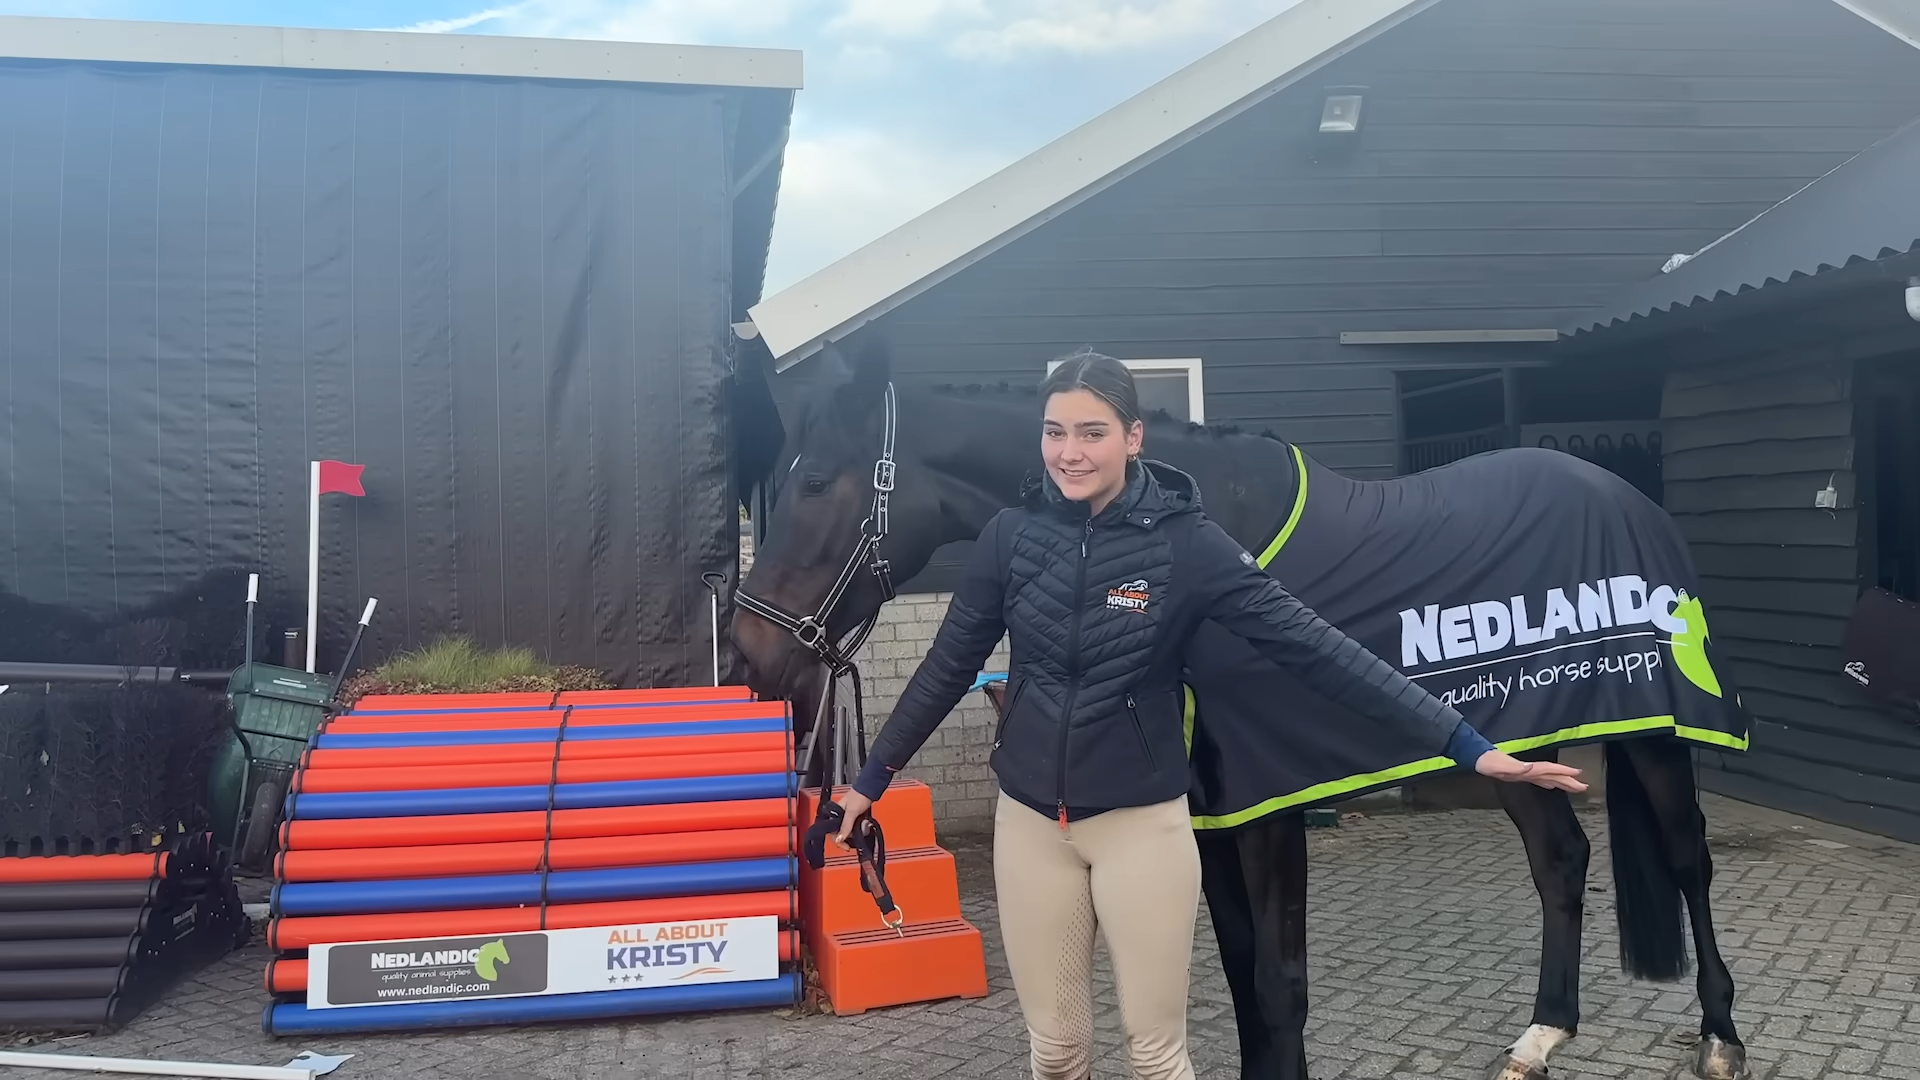 ALL ABOUT
KRISTY
NEDLANDIC®
quality horse suppl
NEDLANDIC
quality animal supplies
www.nedlandic.com
ALL ABOUT
KRISTY